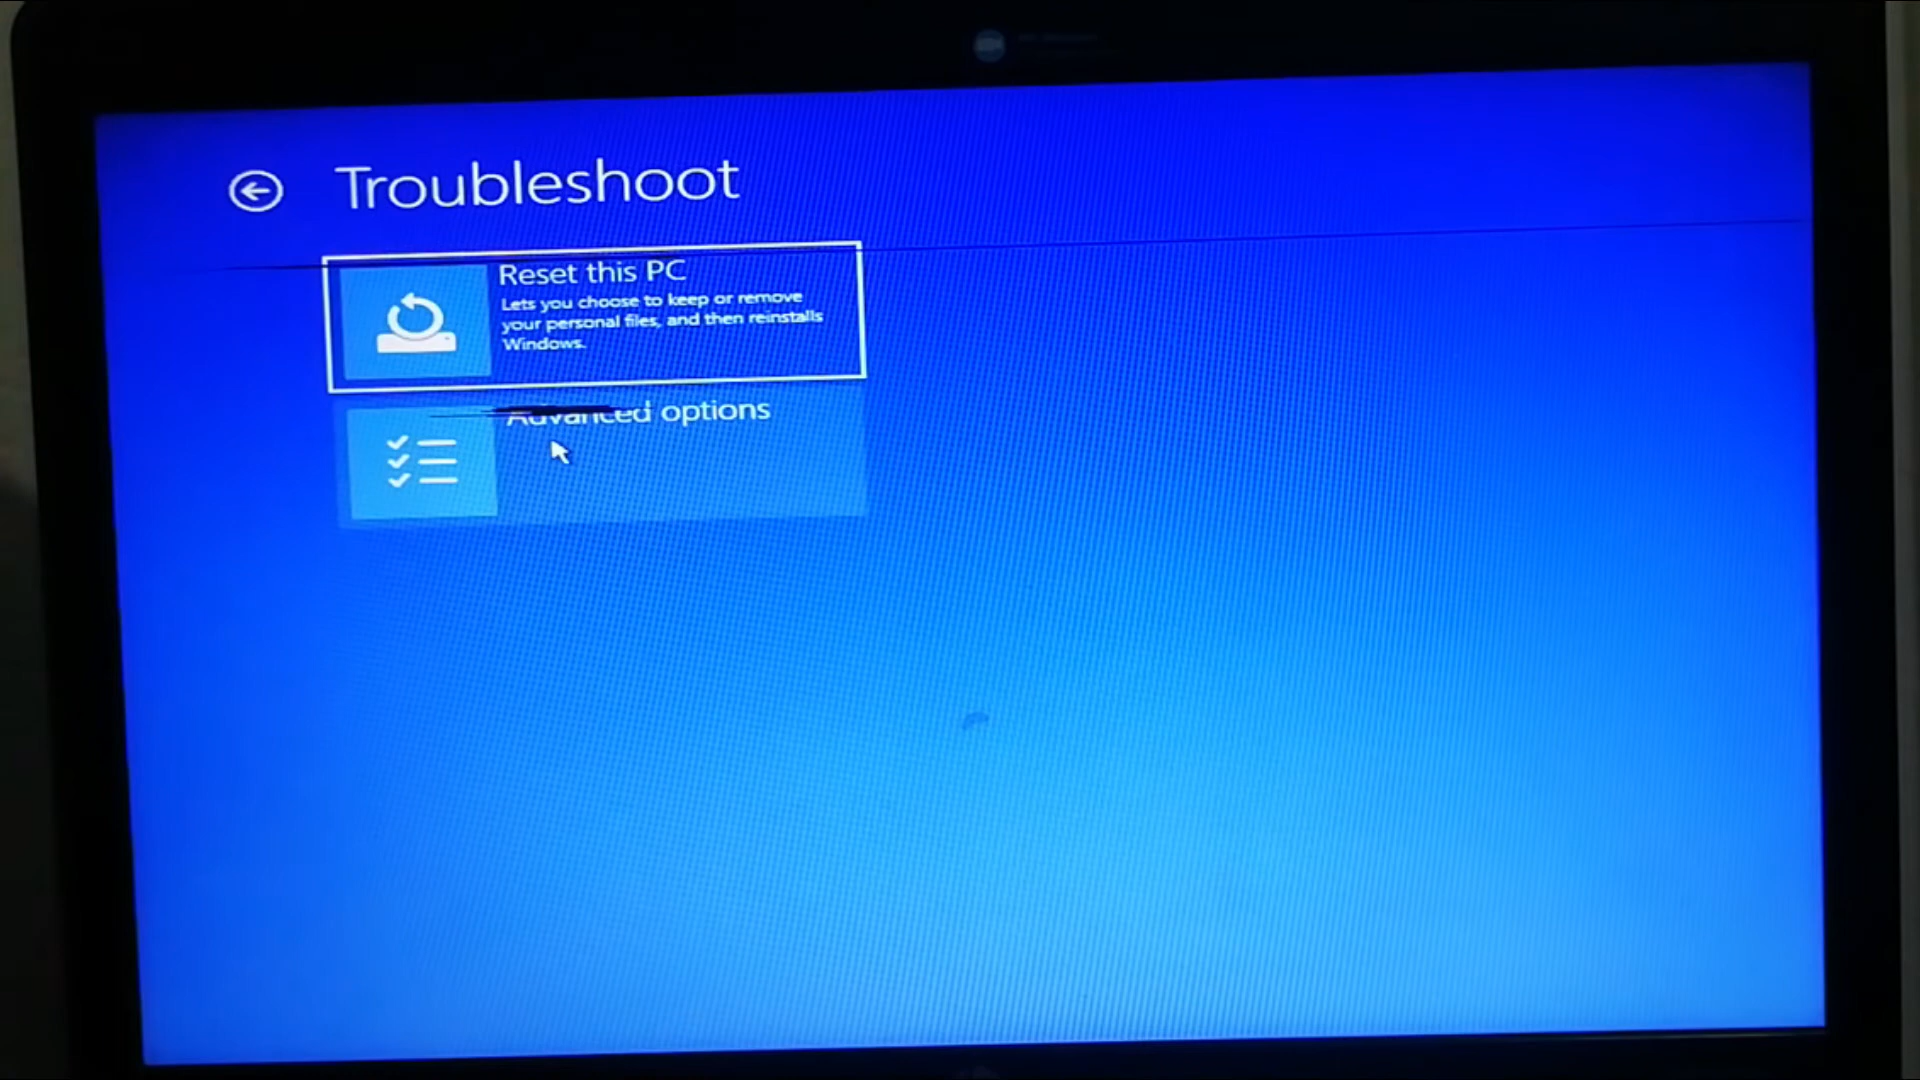 Troubleshoot
Reset this PC
Lets you choose to keep or remove
your personal files, and then reinstalls
Windows.
Advanced options